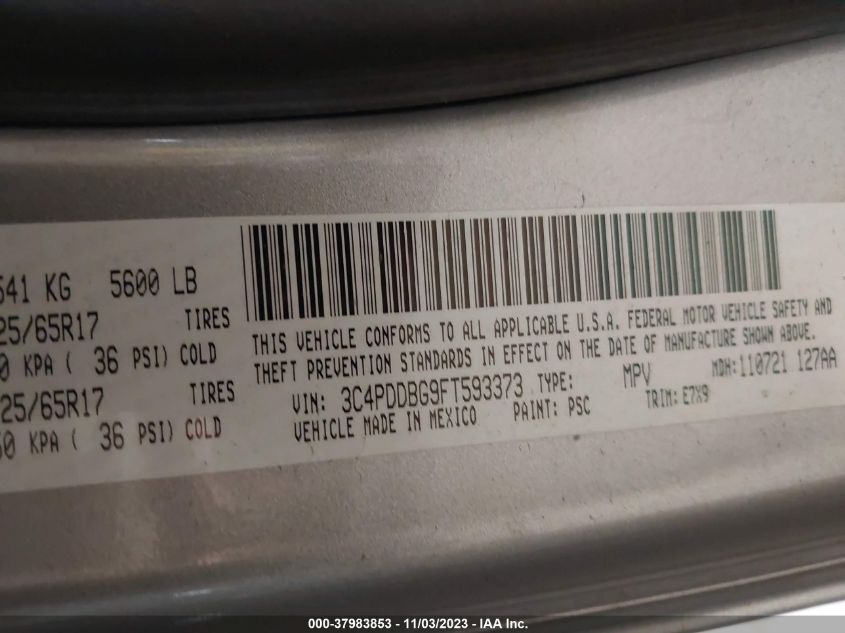 541 KG 5600 LB
25/65R17 TIRES
0 KPA ( 36 PSI) COLD
25/65R17 TIRES
50 KPA ( 36 PSI) COLD
THIS VEHICLE CONFORMS TO ALL APPLICABLE U.S.A. FEDERAL MOTOR VEHICLE SAFETY AND
THEFT PREVENTION STANDARDS IN EFFECT ON THE DATE OF MANUFACTURE SHOWN ABOVE.
VIN: 3C4PDDBG9FT593373 TYPE: MPV MDH:110721 127AA
VEHICLE MADE IN MEXICO PAINT: PSC TRIM: E7X9
000-37983853 - 11/03/2023 - IAA Inc.